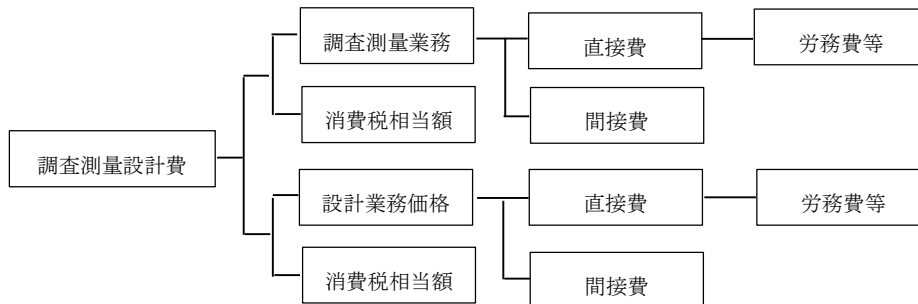 調査測量業務
直接費
労務費等
消費税相当額
間接費
調査測量設計費
設計業務価格
直接費
労務費等
消費税相当額
間接費